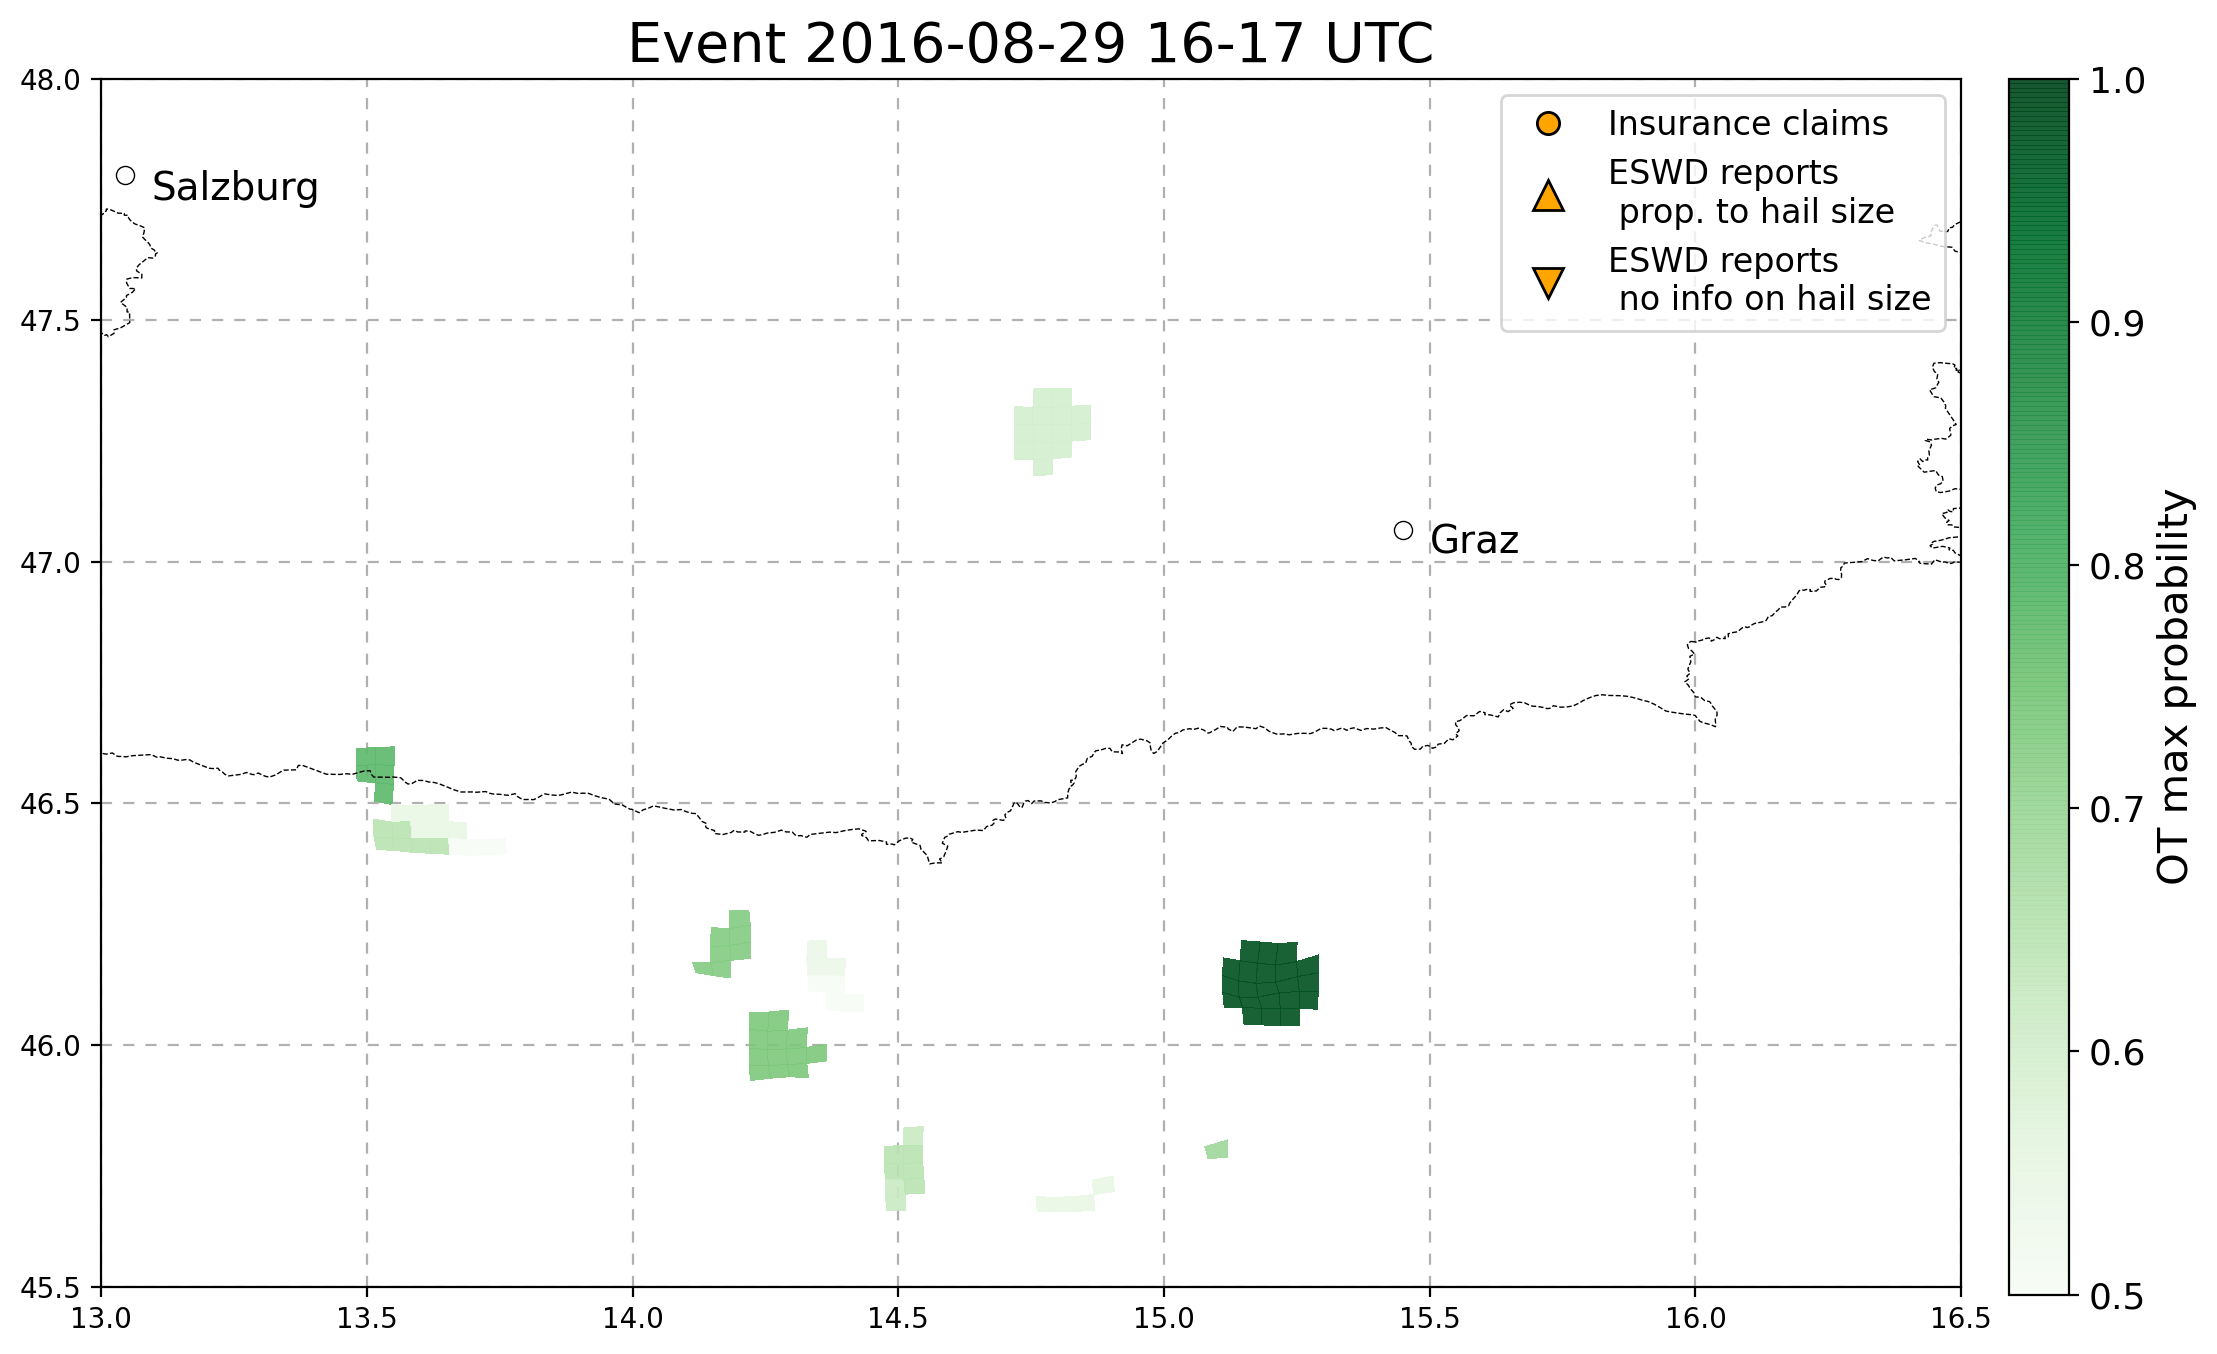 Event 2016-08-29 16-17 UTC
48.0
47.5
47.0
46.5
46.0
45.5
13.0 13.5 14.0 14.5 15.0 15.5 16.0 16.5
Salzburg
Graz
Insurance claims
ESWD reports
prop. to hail size
ESWD reports
no info on hail size
1.0
0.9
0.8
0.7
0.6
0.5
OT max probability